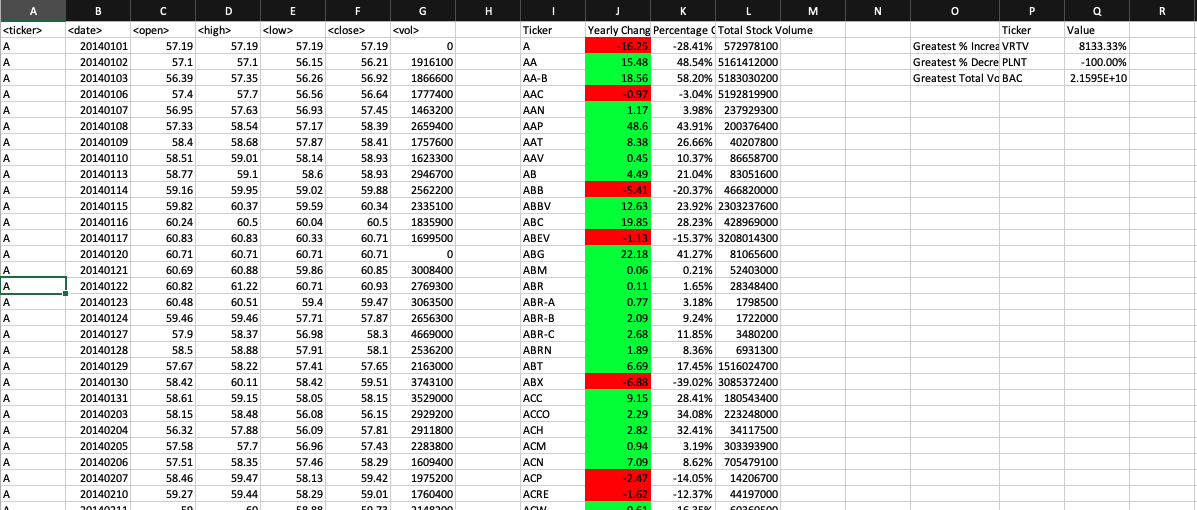 A B C D E F G H I J K L M N O P Q R
<ticker> <date> <open> <high> <low> <close> <vol> Ticker Yearly Chang Percentage ( Total Stock Volume Ticker Value
A 20140101 57.19 57.19 57.19 57.19 0 A -16.25 -28.41% 572978100 Greatest % Increa VRTV 8133.33%
A 20140102 57.1 57.1 56.15 56.21 1916100 AA 15.48 48.54% 5161412000 Greatest % Decre PLNT -100.00%
A 20140103 56.39 57.35 56.26 56.92 1866600 AA-B 18.56 58.20% 5183030200 Greatest Total Vo BAC 2.1595E+10
A 20140106 57.4 57.7 56.56 56.64 1777400 AAC -0.97 -3.04% 5192819900
A 20140107 56.95 57.63 56.93 57.45 1463200 AAN 1.17 3.98% 237929300
A 20140108 57.33 58.54 57.17 58.39 2659400 AAP 48.6 43.91% 200376400
A 20140109 58.4 58.68 57.87 58.41 1757600 AAT 8.38 26.66% 40207800
A 20140110 58.51 59.01 58.14 58.93 1623300 AAV 0.45 10.37% 86658700
A 20140113 58.77 59.1 58.6 58.93 2946700 AB 4.49 21.04% 83051600
A 20140114 59.16 59.95 59.02 59.88 2562200 ABB -5.41 -20.37% 466820000
A 20140115 59.82 60.37 59.59 60.34 2335100 ABBV 12.63 23.92% 2303237600
A 20140116 60.24 60.5 60.04 60.5 1835900 ABC 19.85 28.23% 428969000
A 20140117 60.83 60.83 60.33 60.71 1699500 ABEV -1.13 -15.37% 3208014300
A 20140120 60.71 60.71 60.71 60.71 0 ABG 22.18 41.27% 81065600
A 20140121 60.69 60.88 59.86 60.85 3008400 ABM 0.06 0.21% 52403000
A 20140122 60.82 61.22 60.71 60.93 2769300 ABR 0.11 1.65% 28348400
A 20140123 60.48 60.51 59.4 59.47 3063500 ABR-A 0.77 3.18% 1798500
A 20140124 59.46 59.46 57.71 57.87 2656300 ABR-B 2.09 9.24% 1722000
A 20140127 57.9 58.37 56.98 58.3 4669000 ABR-C 2.68 11.85% 3480200
A 20140128 58.5 58.88 57.91 58.1 2536200 ABRN 1.89 8.36% 6931300
A 20140129 57.67 58.22 57.41 57.65 2163000 ABT 6.69 17.45% 1516024700
A 20140130 58.42 60.11 58.42 59.51 3743100 ABX -6.88 -39.02% 3085372400
A 20140131 58.61 59.15 58.05 58.15 3529000 ACC 9.15 28.41% 180543400
A 20140203 58.15 58.48 56.08 56.15 2929200 ACCO 2.29 34.08% 223248000
A 20140204 56.32 57.88 56.09 57.81 2911800 ACH 2.82 32.41% 34117500
A 20140205 57.58 57.7 56.96 57.43 2283800 ACM 0.94 3.19% 303393900
A 20140206 57.51 58.35 57.46 58.29 1609400 ACN 7.09 8.62% 705479100
A 20140207 58.46 59.47 58.13 59.42 1975200 ACP -2.47 -14.05% 14206700
A 20140210 59.27 59.44 58.29 59.01 1760400 ACRE -1.62 -12.37% 44197000